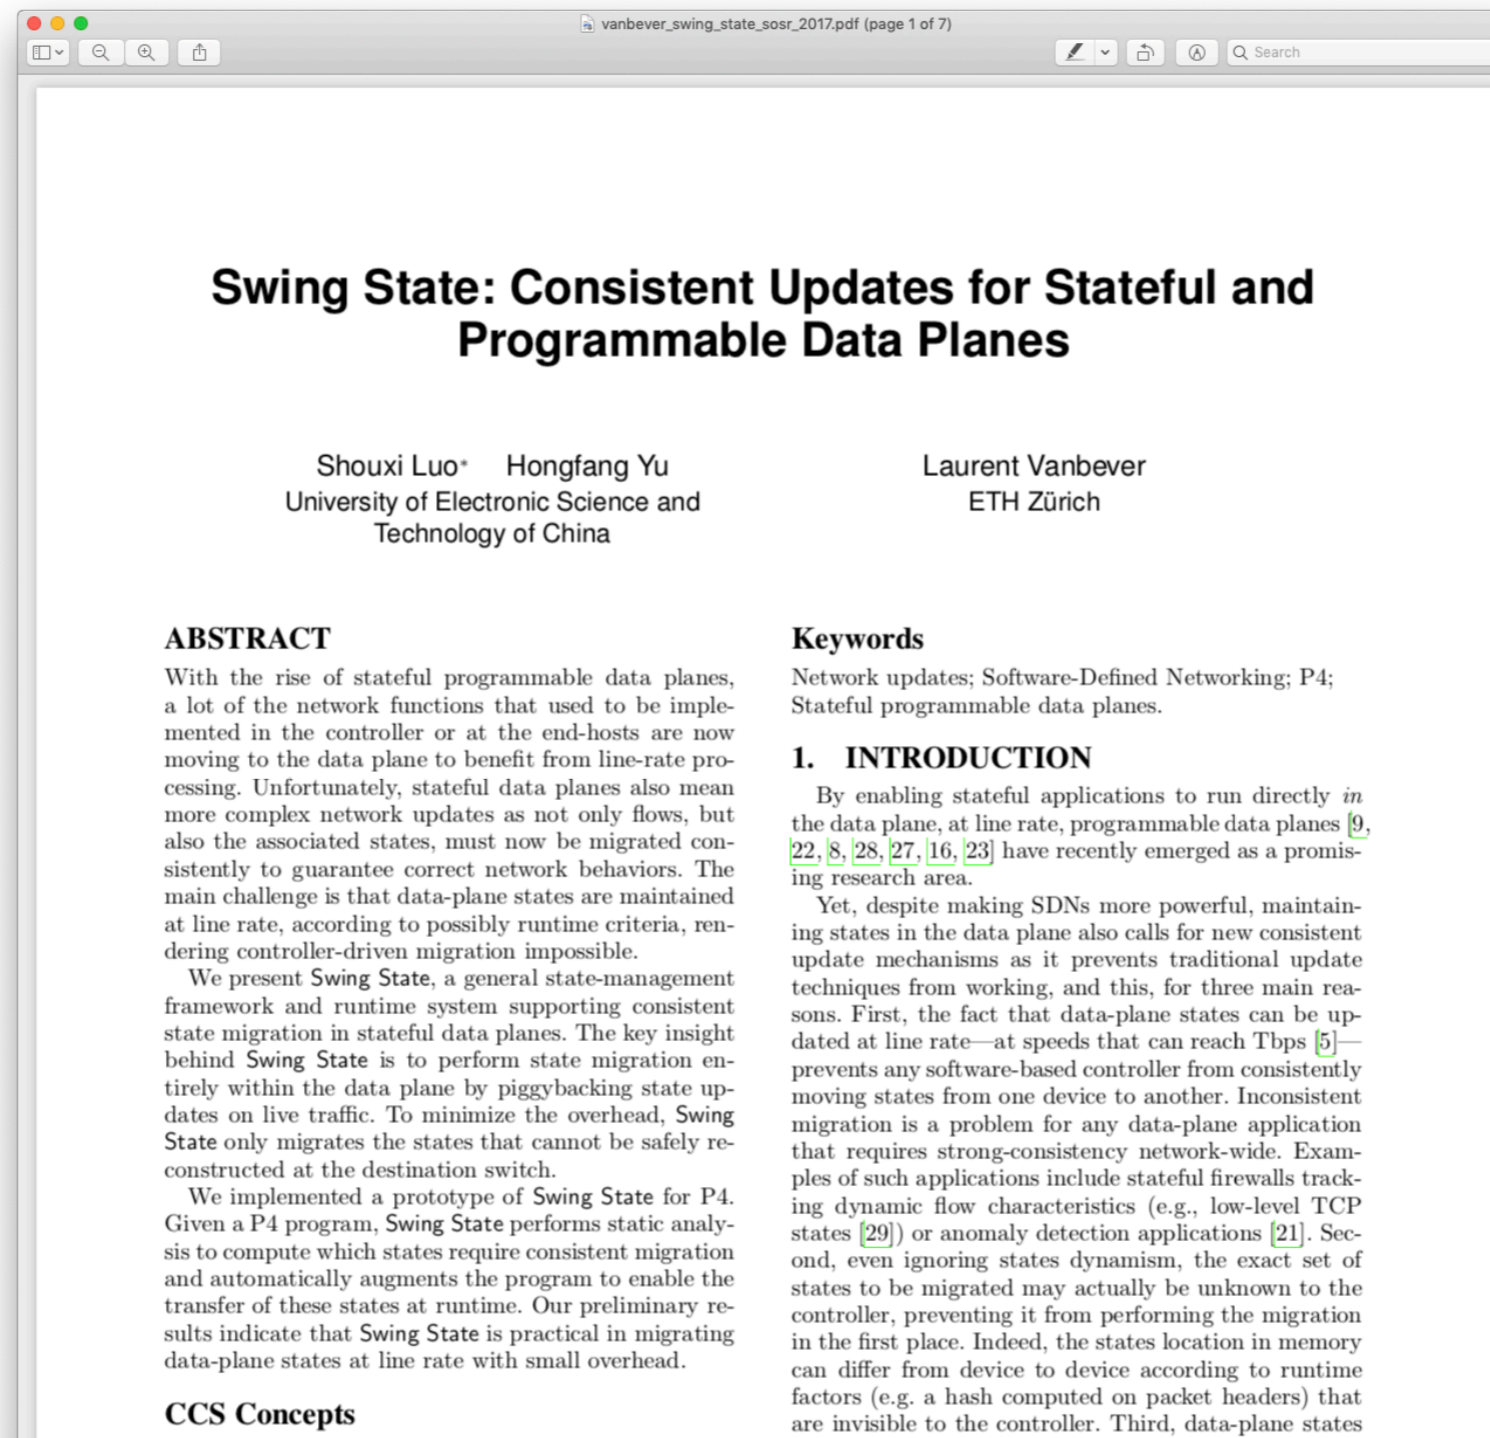 vanbever_swing_state_sosr_2017.pdf (page 1 of 7)
Search
Swing State: Consistent Updates for Stateful and
Programmable Data Planes
Shouxi Luo* Hongfang Yu
University of Electronic Science and
Technology of China
Laurent Vanbever
ETH Zürich
ABSTRACT
With the rise of stateful programmable data planes,
a lot of the network functions that used to be imple-
mented in the controller or at the end-hosts are now
moving to the data plane to benefit from line-rate pro-
cessing. Unfortunately, stateful data planes also mean
more complex network updates as not only flows, but
also the associated states, must now be migrated con-
sistently to guarantee correct network behaviors. The
main challenge is that data-plane states are maintained
at line rate, according to possibly runtime criteria, ren-
dering controller-driven migration impossible.
We present Swing State, a general state-management
framework and runtime system supporting consistent
state migration in stateful data planes. The key insight
behind Swing State is to perform state migration en-
tirely within the data plane by piggybacking state up-
dates on live traffic. To minimize the overhead, Swing
State only migrates the states that cannot be safely re-
constructed at the destination switch.
We implemented a prototype of Swing State for P4.
Given a P4 program, Swing State performs static analy-
sis to compute which states require consistent migration
and automatically augments the program to enable the
transfer of these states at runtime. Our preliminary re-
sults indicate that Swing State is practical in migrating
data-plane states at line rate with small overhead.
CCS Concepts
Keywords
Network updates; Software-Defined Networking; P4;
Stateful programmable data planes.
1. INTRODUCTION
By enabling stateful applications to run directly in
the data plane, at line rate, programmable data planes [9,
22, 8, 28, 27, 16, 23] have recently emerged as a promis-
ing research area.
Yet, despite making SDNs more powerful, maintain-
ing states in the data plane also calls for new consistent
update mechanisms as it prevents traditional update
techniques from working, and this, for three main rea-
sons. First, the fact that data-plane states can be up-
dated at line rate—at speeds that can reach Tbps [5]—
prevents any software-based controller from consistently
moving states from one device to another. Inconsistent
migration is a problem for any data-plane application
that requires strong-consistency network-wide. Exam-
ples of such applications include stateful firewalls track-
ing dynamic flow characteristics (e.g., low-level TCP
states [29]) or anomaly detection applications [21]. Sec-
ond, even ignoring states dynamism, the exact set of
states to be migrated may actually be unknown to the
controller, preventing it from performing the migration
in the first place. Indeed, the states location in memory
can differ from device to device according to runtime
factors (e.g. a hash computed on packet headers) that
are invisible to the controller. Third, data-plane states